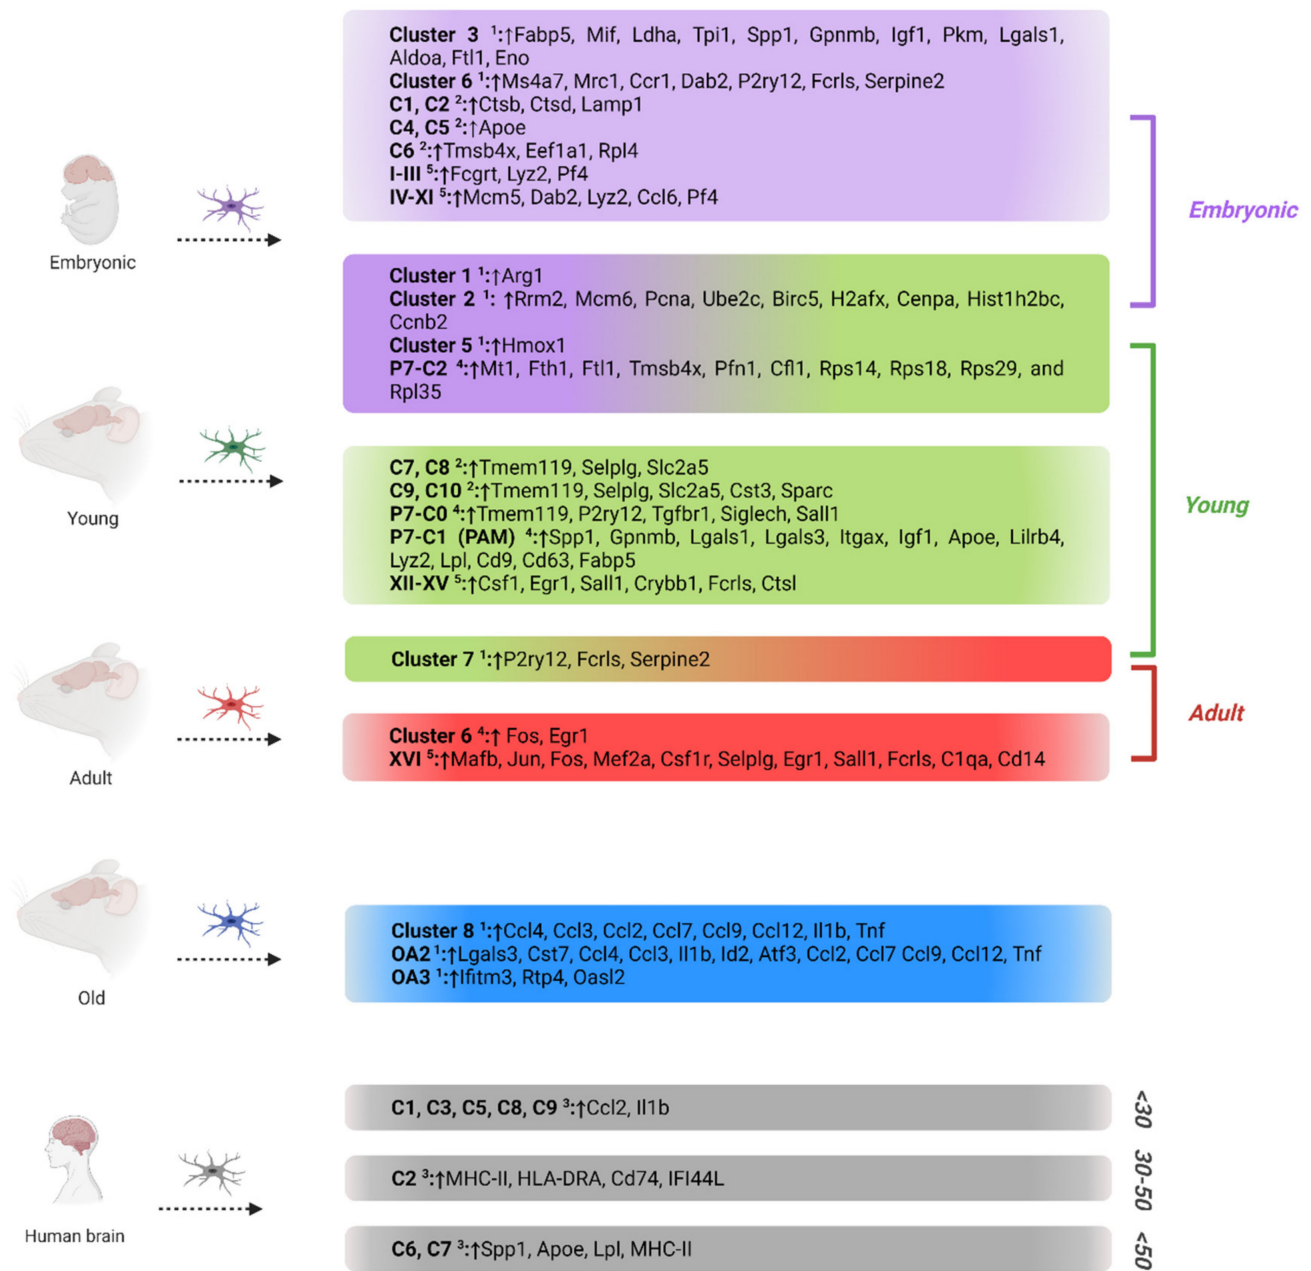 Cluster 3 ¹:↑Fabp5, Mif, Ldha, Tpi1, Spp1, Gpnmb, Igf1, Pkm, Lgals1,
Aldoa, Ftl1, Eno
Cluster 6 ¹:↑Ms4a7, Mrc1, Ccr1, Dab2, P2ry12, Fcrls, Serpine2
C1, C2 ²:↑Ctsb, Ctsd, Lamp1
C4, C5 ²:↑Apoe
C6 ²:↑Tmsb4x, Eef1a1, Rpl4
I-III ⁵:↑Fcgrt, Lyz2, Pf4
IV-XI ⁵:↑Mcm5, Dab2, Lyz2, Ccl6, Pf4
Embryonic
Embryonic
Cluster 1 ¹:↑Arg1
Cluster 2 ¹: ↑Rrm2, Mcm6, Pcna, Ube2c, Birc5, H2afx, Cenpa, Hist1h2bc,
Ccnb2
Cluster 5 ¹:↑Hmox1
P7-C2 ⁴:↑Mt1, Fth1, Ftl1, Tmsb4x, Pfn1, Cfl1, Rps14, Rps18, Rps29, and
Rpl35
C7, C8 ²:↑Tmem119, Selplg, Slc2a5
C9, C10 ²:↑Tmem119, Selplg, Slc2a5, Cst3, Sparc
P7-C0 ⁴:↑Tmem119, P2ry12, Tgfbr1, Siglech, Sall1
P7-C1 (PAM) ⁴:↑Spp1, Gpnmb, Lgals1, Lgals3, Itgax, Igf1, Apoe, Lilrb4,
Lyz2, Lpl, Cd9, Cd63, Fabp5
XII-XV ⁵:↑Csf1, Egr1, Sall1, Crybb1, Fcrls, Ctsl
Young
Young
Cluster 7 ¹:↑P2ry12, Fcrls, Serpine2
Cluster 6 ⁴:↑ Fos, Egr1
XVI ⁵:↑Mafb, Jun, Fos, Mef2a, Csf1r, Selplg, Egr1, Sall1, Fcrls, C1qa, Cd14
Adult
Adult
Cluster 8 ¹:↑Ccl4, Ccl3, Ccl2, Ccl7, Ccl9, Ccl12, Il1b, Tnf
OA2 ¹:↑Lgals3, Cst7, Ccl4, Ccl3, Il1b, Id2, Atf3, Ccl2, Ccl7 Ccl9, Ccl12, Tnf
OA3 ¹:↑Ifitm3, Rtp4, Oasl2
Old
C1, C3, C5, C8, C9 ³:↑Ccl2, Il1b
<30
C2 ³:↑MHC-II, HLA-DRA, Cd74, IFI44L
30-50
C6, C7 ³:↑Spp1, Apoe, Lpl, MHC-II
<50
Human brain